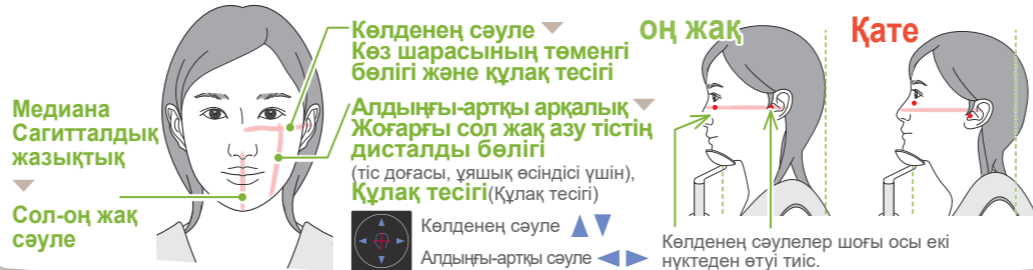 Медиана
Сагитталдық
жазықтық
Сол-оң жақ
сәуле
Көлденең сәуле
Көз шарасының төменгі
бөлігі және құлақ тесігі
Алдыңғы-артқы арқалық
Жоғарғы сол жақ азу тістің
дисталды бөлігі
(тіс доғасы, ұяшық өсіндісі үшін),
Құлақ тесігі(Құлақ тесігі)
Көлденең сәуле
Алдыңғы-артқы сәуле
оң жақ
Қате
Көлденең сәулелер шоғы осы екі
нүктеден өтуі тиіс.